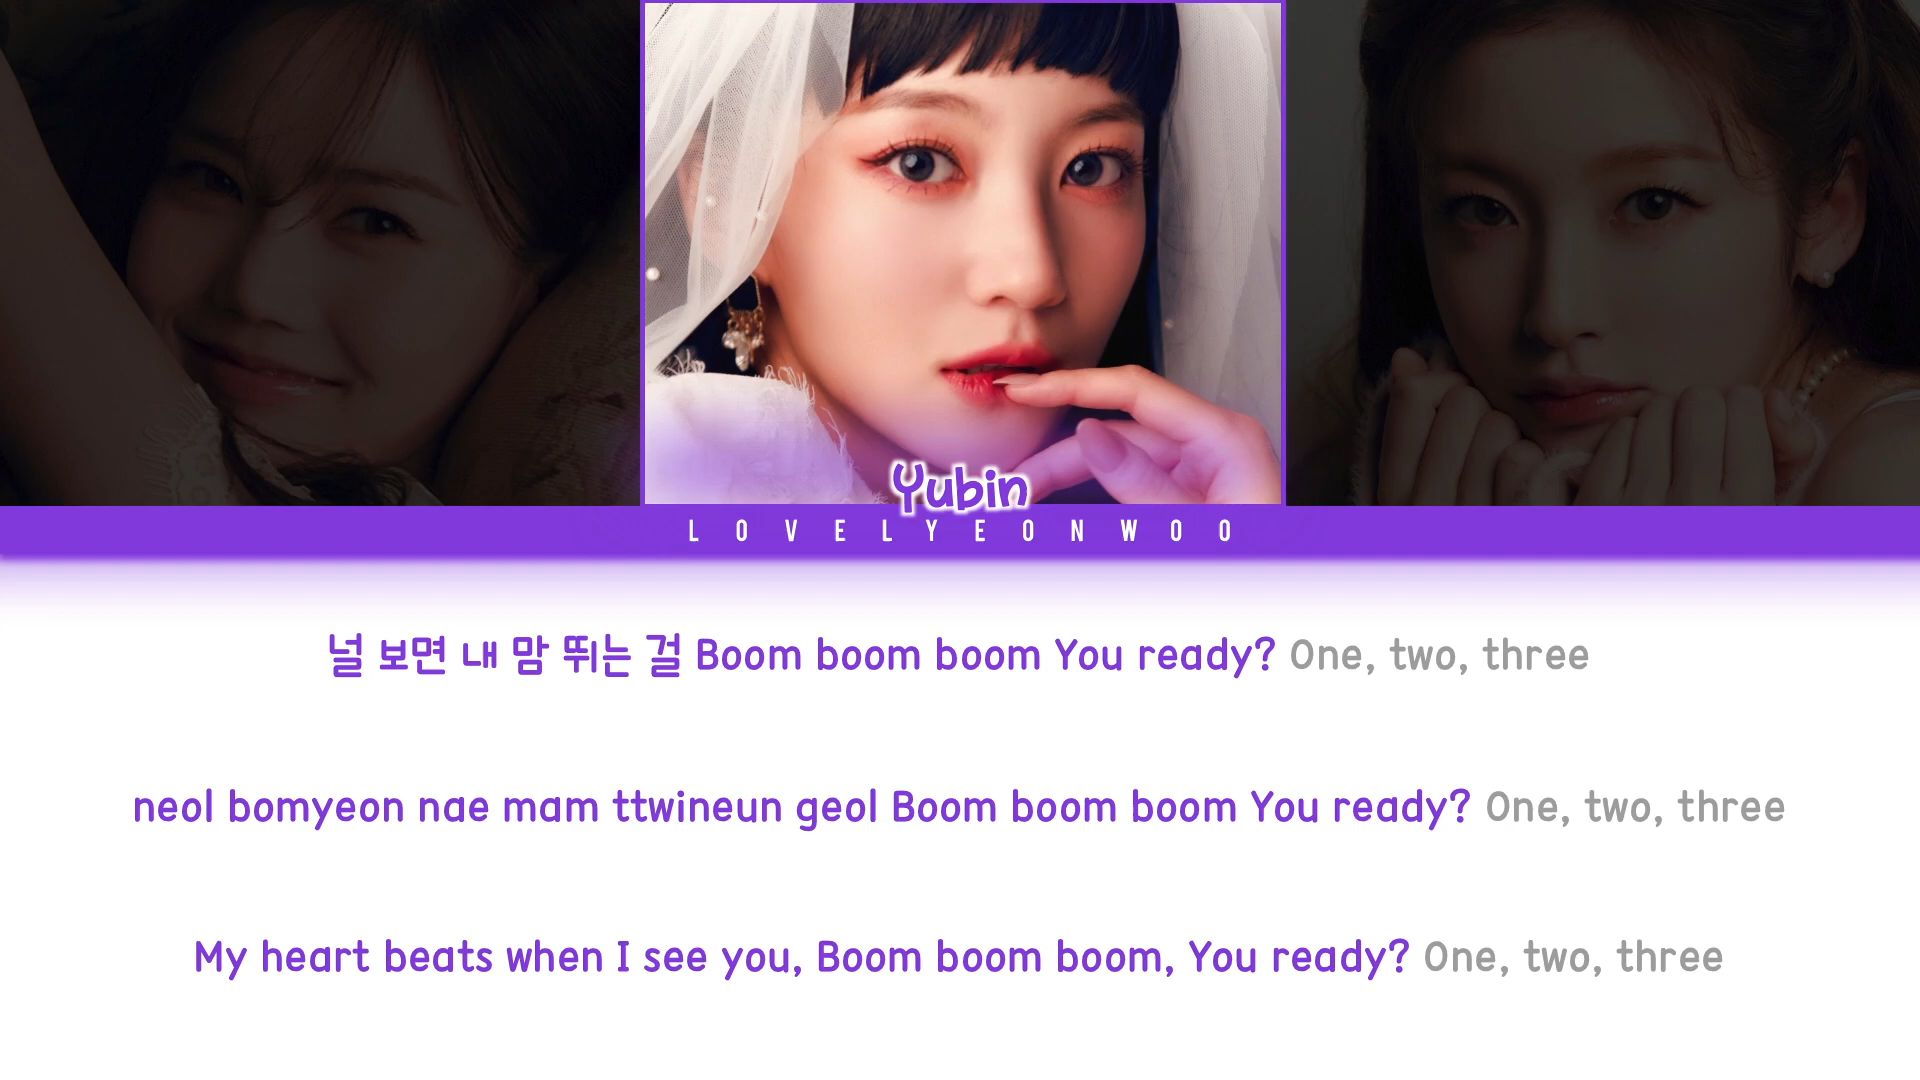 Yubin
LOVELYEONWOO
널 보면 내 맘 뛰는 걸 Boom boom boom You ready? One, two, three
neol bomyeon nae mam ttwineun geol Boom boom boom You ready? One, two, three
My heart beats when I see you, Boom boom boom, You ready? One, two, three